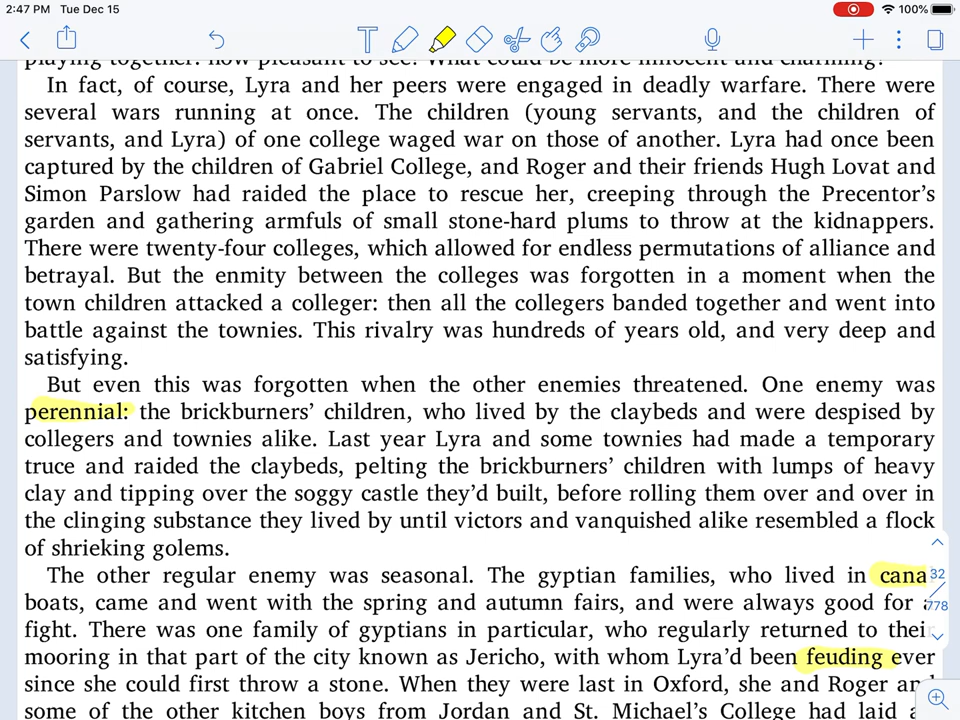 2:47 PM Tue Dec 15 100%
T
playing together: how pleasant to see! What could be more innocent and charming!
In fact, of course, Lyra and her peers were engaged in deadly warfare. There were
several wars running at once. The children (young servants, and the children of
servants, and Lyra) of one college waged war on those of another. Lyra had once been
captured by the children of Gabriel College, and Roger and their friends Hugh Lovat and
Simon Parslow had raided the place to rescue her, creeping through the Precentor’s
garden and gathering armfuls of small stone-hard plums to throw at the kidnappers.
There were twenty-four colleges, which allowed for endless permutations of alliance and
betrayal. But the enmity between the colleges was forgotten in a moment when the
town children attacked a colleger: then all the collegers banded together and went into
battle against the townies. This rivalry was hundreds of years old, and very deep and
satisfying.
But even this was forgotten when the other enemies threatened. One enemy was
perennial: the brickburners’ children, who lived by the claybeds and were despised by
collegers and townies alike. Last year Lyra and some townies had made a temporary
truce and raided the claybeds, pelting the brickburners’ children with lumps of heavy
clay and tipping over the soggy castle they’d built, before rolling them over and over in
the clinging substance they lived by until victors and vanquished alike resembled a flock
of shrieking golems.
The other regular enemy was seasonal. The gyptian families, who lived in cana
boats, came and went with the spring and autumn fairs, and were always good for a
fight. There was one family of gyptians in particular, who regularly returned to their
mooring in that part of the city known as Jericho, with whom Lyra’d been feuding ever
since she could first throw a stone. When they were last in Oxford, she and Roger and
some of the other kitchen boys from Jordan and St. Michael’s College had laid a
32
778